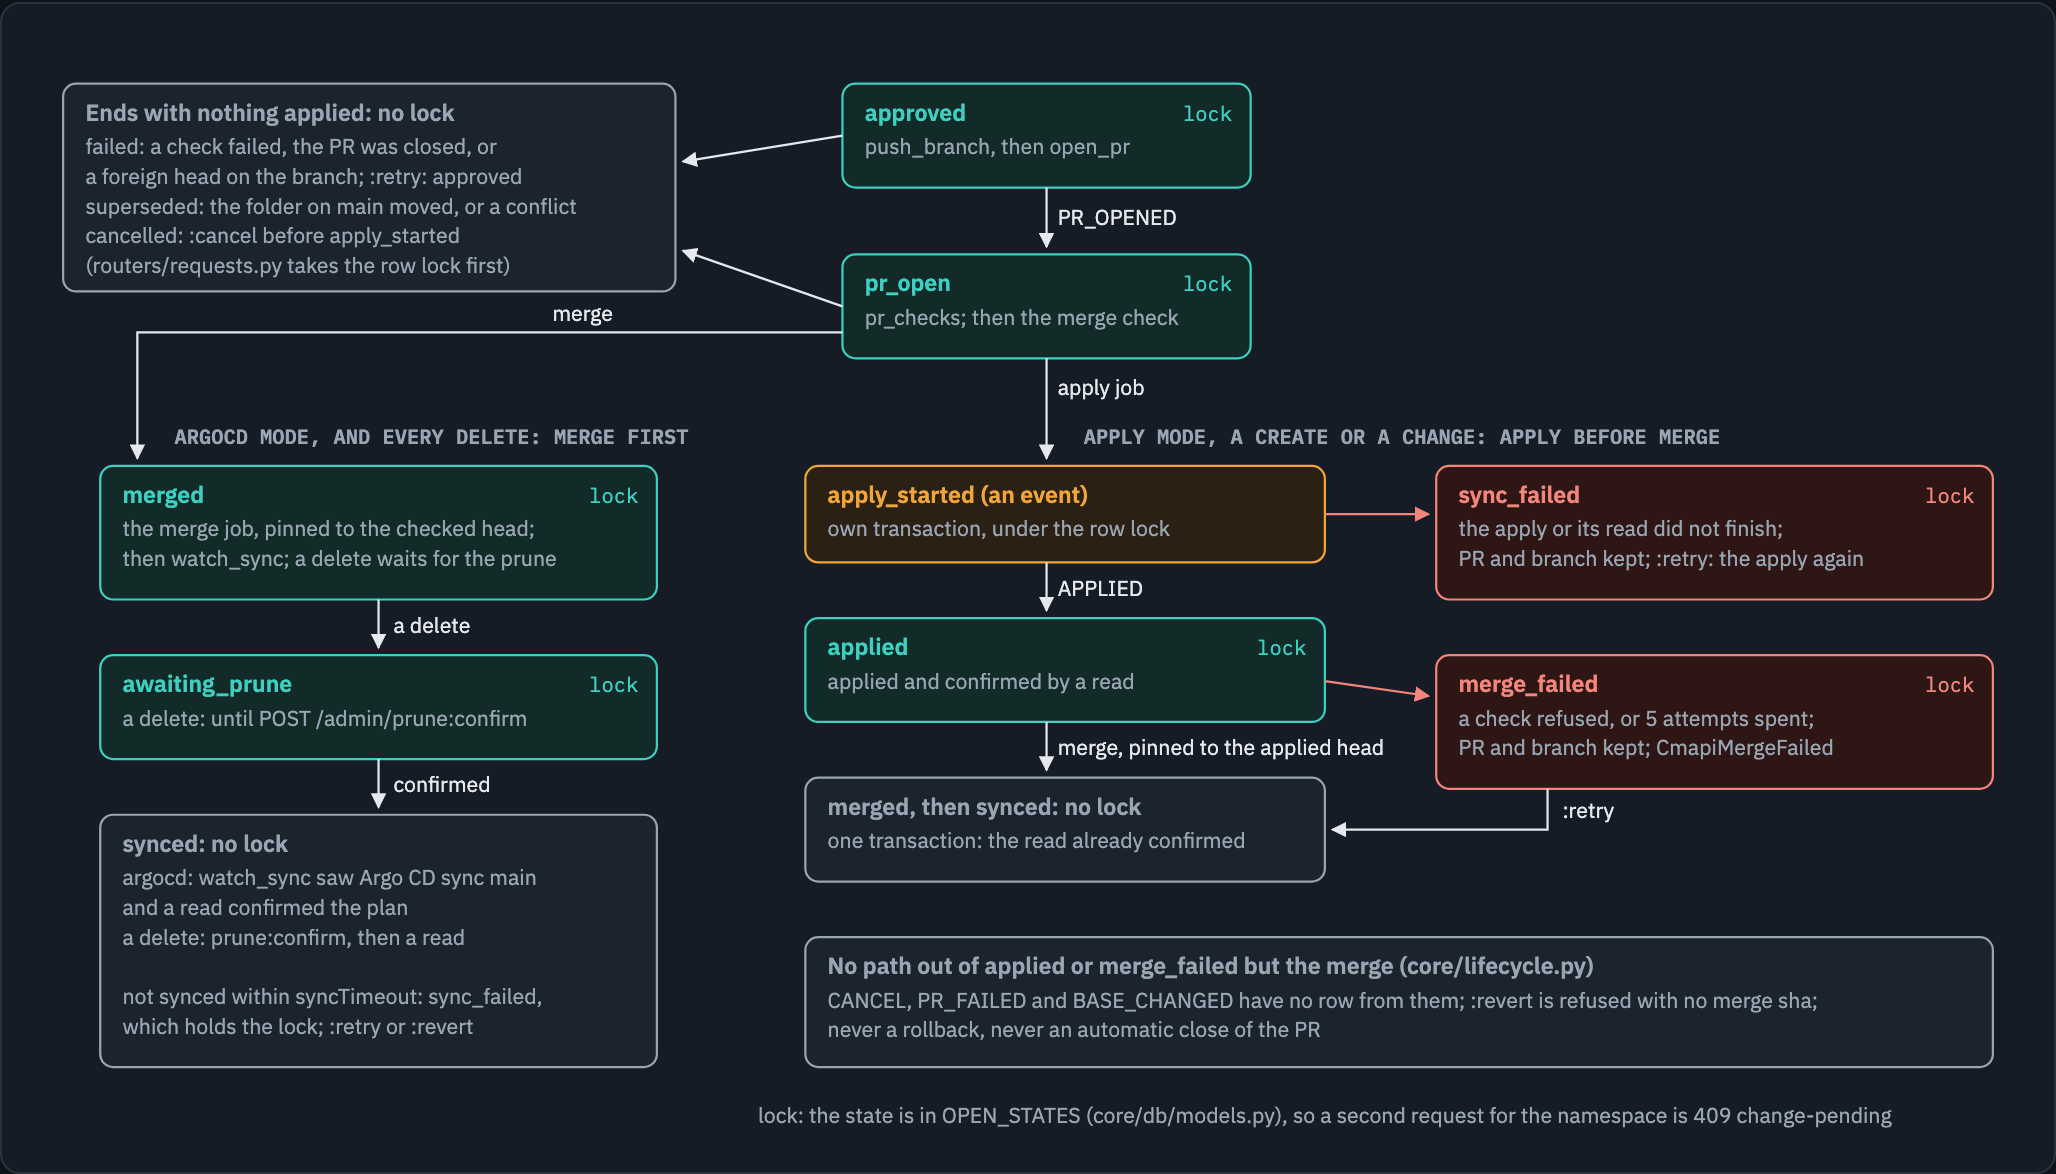 Ends with nothing applied: no lock
failed: a check failed, the PR was closed, or
a foreign head on the branch; :retry: approved
superseded: the folder on main moved, or a conflict
cancelled: :cancel before apply_started
(routers/requests.py takes the row lock first)
approved lock
push_branch, then open_pr
PR_OPENED
pr_open lock
pr_checks; then the merge check
merge
apply job
ARGOCD MODE, AND EVERY DELETE: MERGE FIRST
merged lock
the merge job, pinned to the checked head;
then watch_sync; a delete waits for the prune
a delete
awaiting_prune lock
a delete: until POST /admin/prune:confirm
confirmed
synced: no lock
argocd: watch_sync saw Argo CD sync main
and a read confirmed the plan
a delete: prune:confirm, then a read
not synced within syncTimeout: sync_failed,
which holds the lock; :retry or :revert
APPLY MODE, A CREATE OR A CHANGE: APPLY BEFORE MERGE
apply_started (an event)
own transaction, under the row lock
sync_failed lock
the apply or its read did not finish;
PR and branch kept; :retry: the apply again
APPLIED
applied lock
applied and confirmed by a read
merge_failed lock
a check refused, or 5 attempts spent;
PR and branch kept; CmapiMergeFailed
merge, pinned to the applied head
:retry
merged, then synced: no lock
one transaction: the read already confirmed
No path out of applied or merge_failed but the merge (core/lifecycle.py)
CANCEL, PR_FAILED and BASE_CHANGED have no row from them; :revert is refused with no merge sha;
never a rollback, never an automatic close of the PR
lock: the state is in OPEN_STATES (core/db/models.py), so a second request for the namespace is 409 change-pending